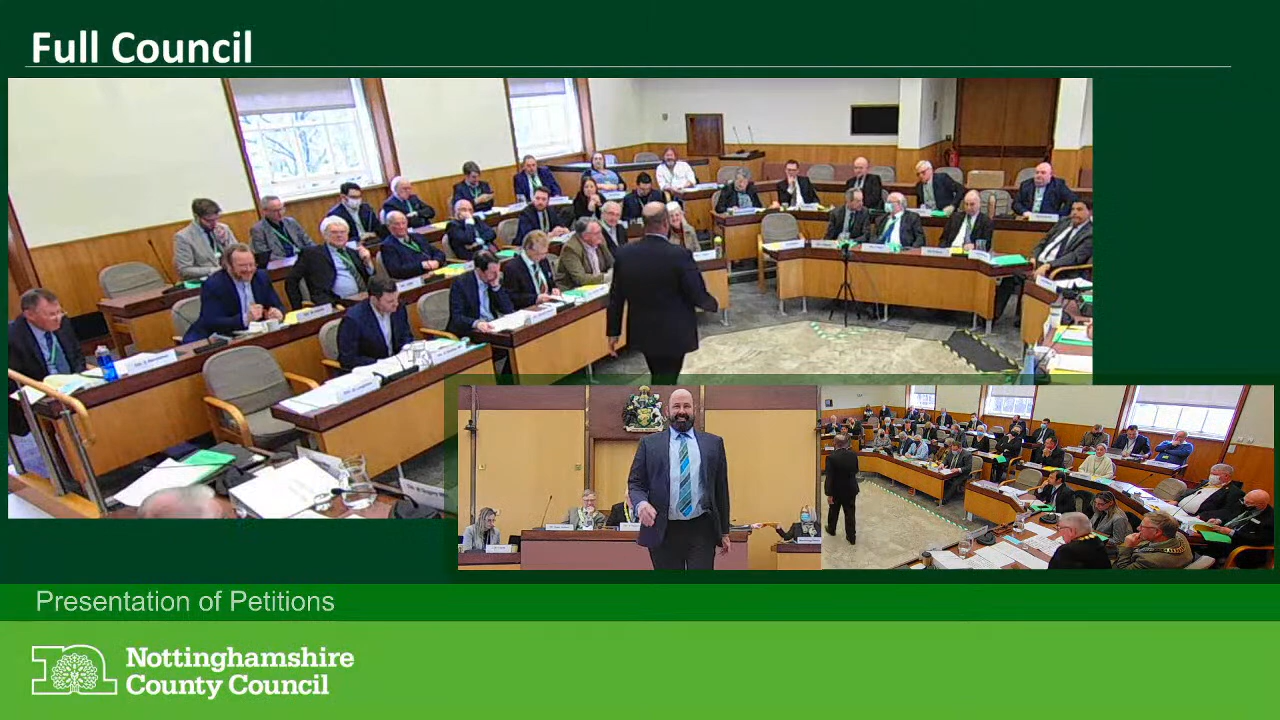 Full Council
Presentation of Petitions
Nottinghamshire
County Council